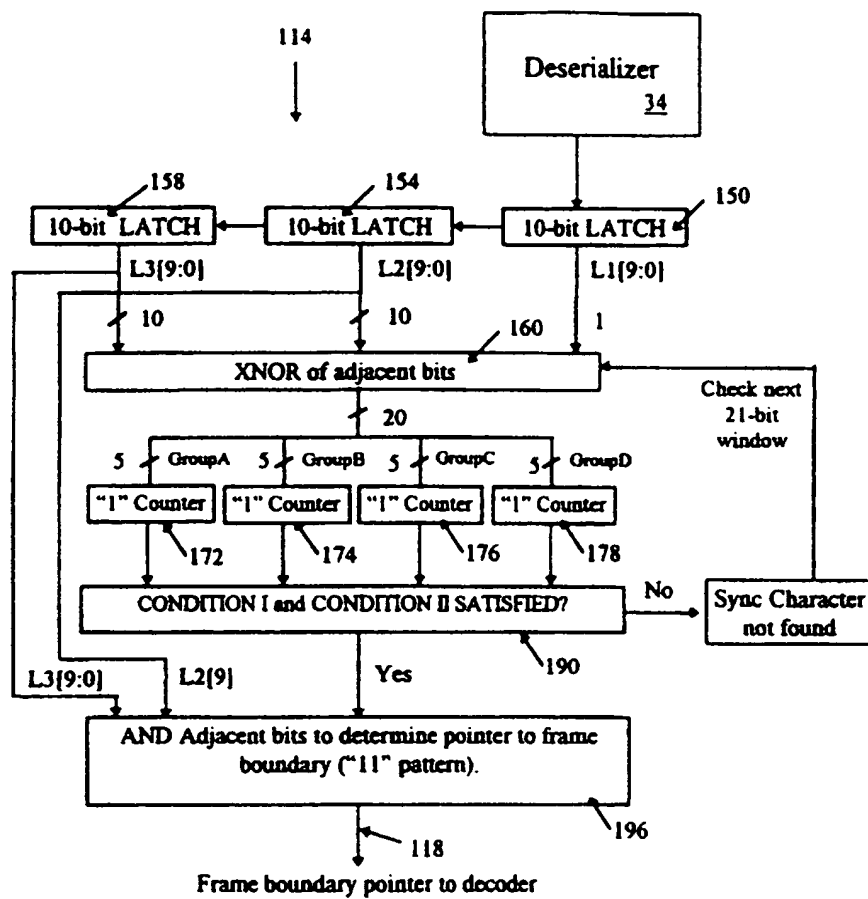 114
Deserializer
34
158
154
150
10-bit LATCH
10-bit LATCH
10-bit LATCH
L3[9:0]
L2[9:0]
L1[9:0]
10
10
1
160
XNOR of adjacent bits
Check next
21-bit
window
20
5
GroupA
5
GroupB
5
GroupC
5
GroupD
"1" Counter
"1" Counter
"1" Counter
"1" Counter
172
174
176
178
CONDITION I and CONDITION II SATISFIED?
No
Sync Character
not found
190
L3[9:0]
L2[9]
Yes
AND Adjacent bits to determine pointer to frame
boundary ("11" pattern).
196
118
Frame boundary pointer to decoder